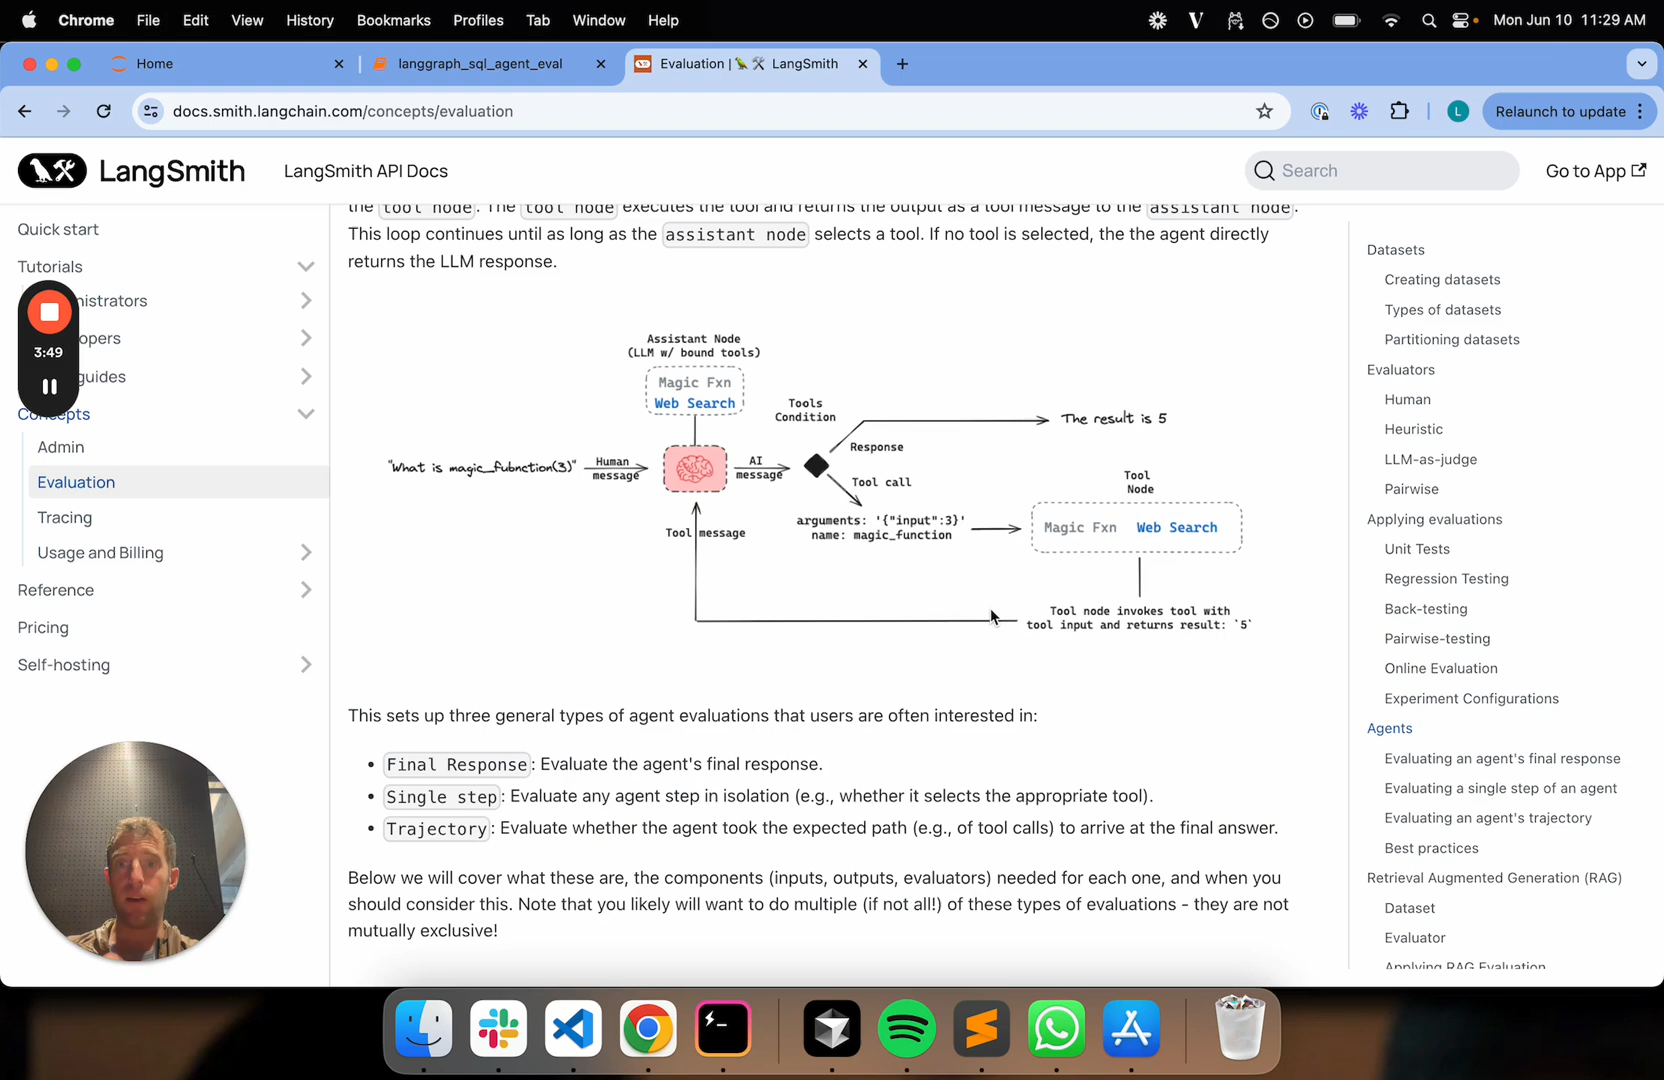 Chrome File Edit View History Bookmarks Profiles Tab Window Help
V
Mon Jun 10 11:29 AM
Home
langgraph_sql_agent_eval
Evaluation | 🦜🛠️ LangSmith
docs.smith.langchain.com/concepts/evaluation
L
Relaunch to update
LangSmith
LangSmith API Docs
Search
Go to App
Quick start
Tutorials
nistrators
opers
guides
3:49
Concepts
Admin
Evaluation
Tracing
Usage and Billing
Reference
Pricing
Self-hosting
the tool node. The tool node executes the tool and returns the output as a tool message to the assistant node.
This loop continues until as long as the assistant node selects a tool. If no tool is selected, the the agent directly
returns the LLM response.
Assistant Node
(LLM w/ bound tools)
Magic Fxn
Web Search
Tools
Condition
The result is 5
Response
"What is magic_fubnction(3)"
Human
message
AI
message
Tool call
Tool
Node
arguments: '{"input":3}'
name: magic_function
Magic Fxn Web Search
Tool message
Tool node invokes tool with
tool input and returns result: `5`
This sets up three general types of agent evaluations that users are often interested in:
• Final Response: Evaluate the agent's final response.
• Single step: Evaluate any agent step in isolation (e.g., whether it selects the appropriate tool).
• Trajectory: Evaluate whether the agent took the expected path (e.g., of tool calls) to arrive at the final answer.
Below we will cover what these are, the components (inputs, outputs, evaluators) needed for each one, and when you
should consider this. Note that you likely will want to do multiple (if not all!) of these types of evaluations - they are not
mutually exclusive!
Datasets
Creating datasets
Types of datasets
Partitioning datasets
Evaluators
Human
Heuristic
LLM-as-judge
Pairwise
Applying evaluations
Unit Tests
Regression Testing
Back-testing
Pairwise-testing
Online Evaluation
Experiment Configurations
Agents
Evaluating an agent's final response
Evaluating a single step of an agent
Evaluating an agent's trajectory
Best practices
Retrieval Augmented Generation (RAG)
Dataset
Evaluator
Applying RAG Evaluation